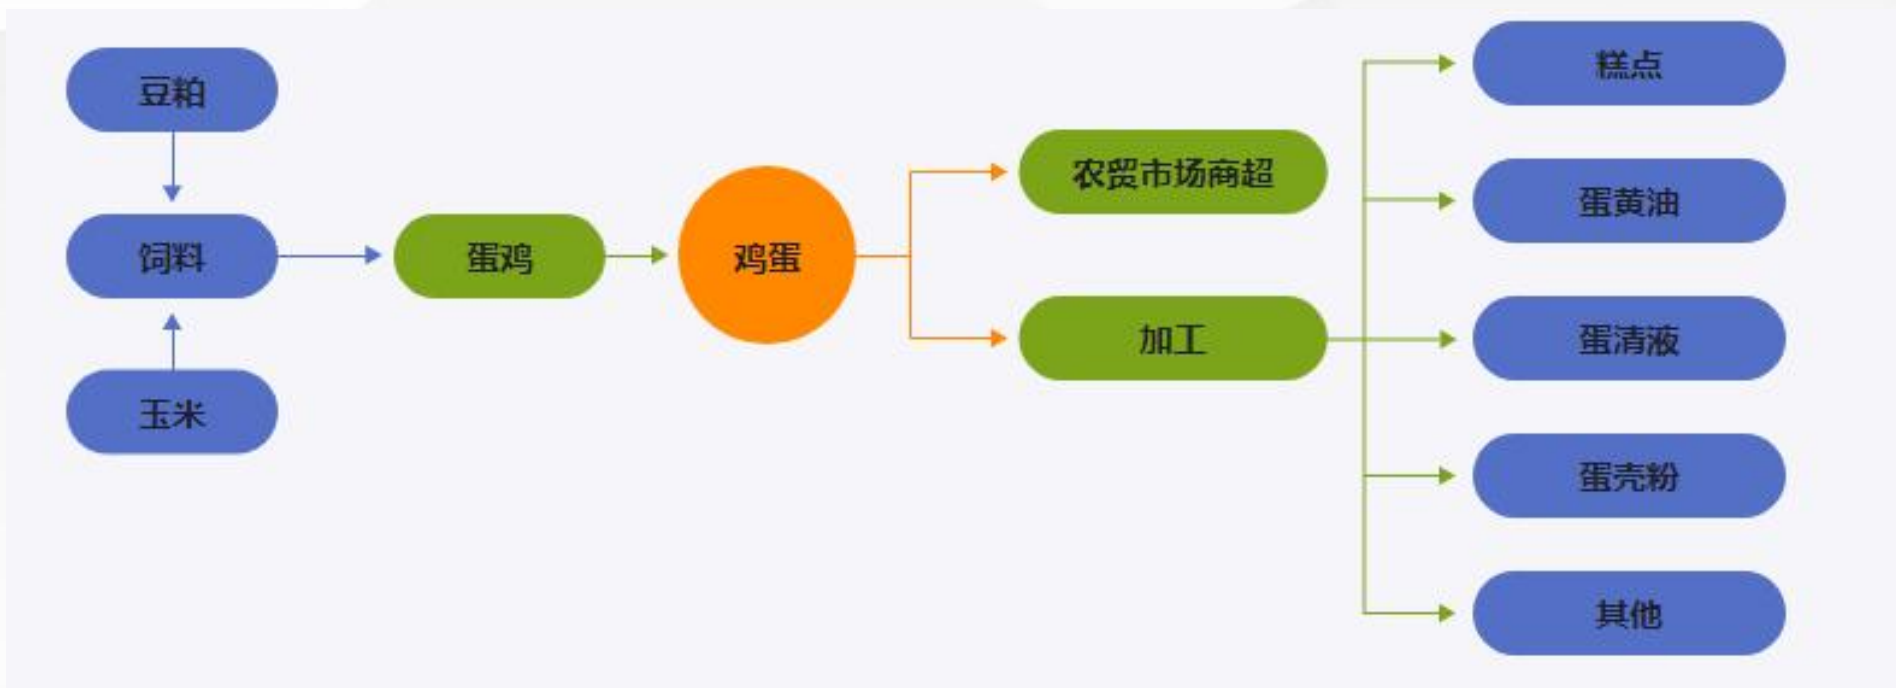 豆粕
饲料
玉米
蛋鸡
鸡蛋
农贸市场商超
加工
糕点
蛋黄油
蛋清液
蛋壳粉
其他